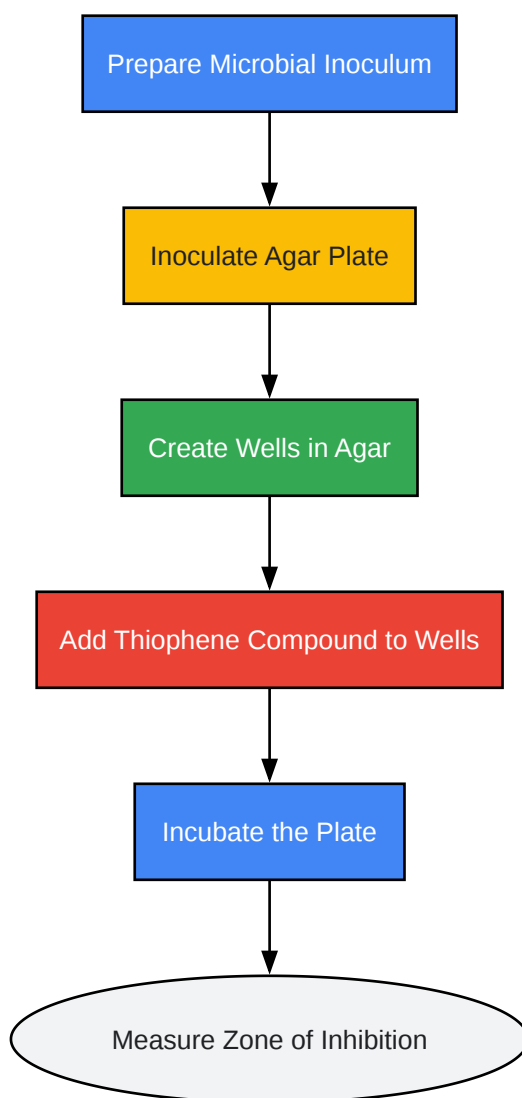 Prepare Microbial Inoculum
Inoculate Agar Plate
Create Wells in Agar
Add Thiophene Compound to Wells
Incubate the Plate
Measure Zone of Inhibition